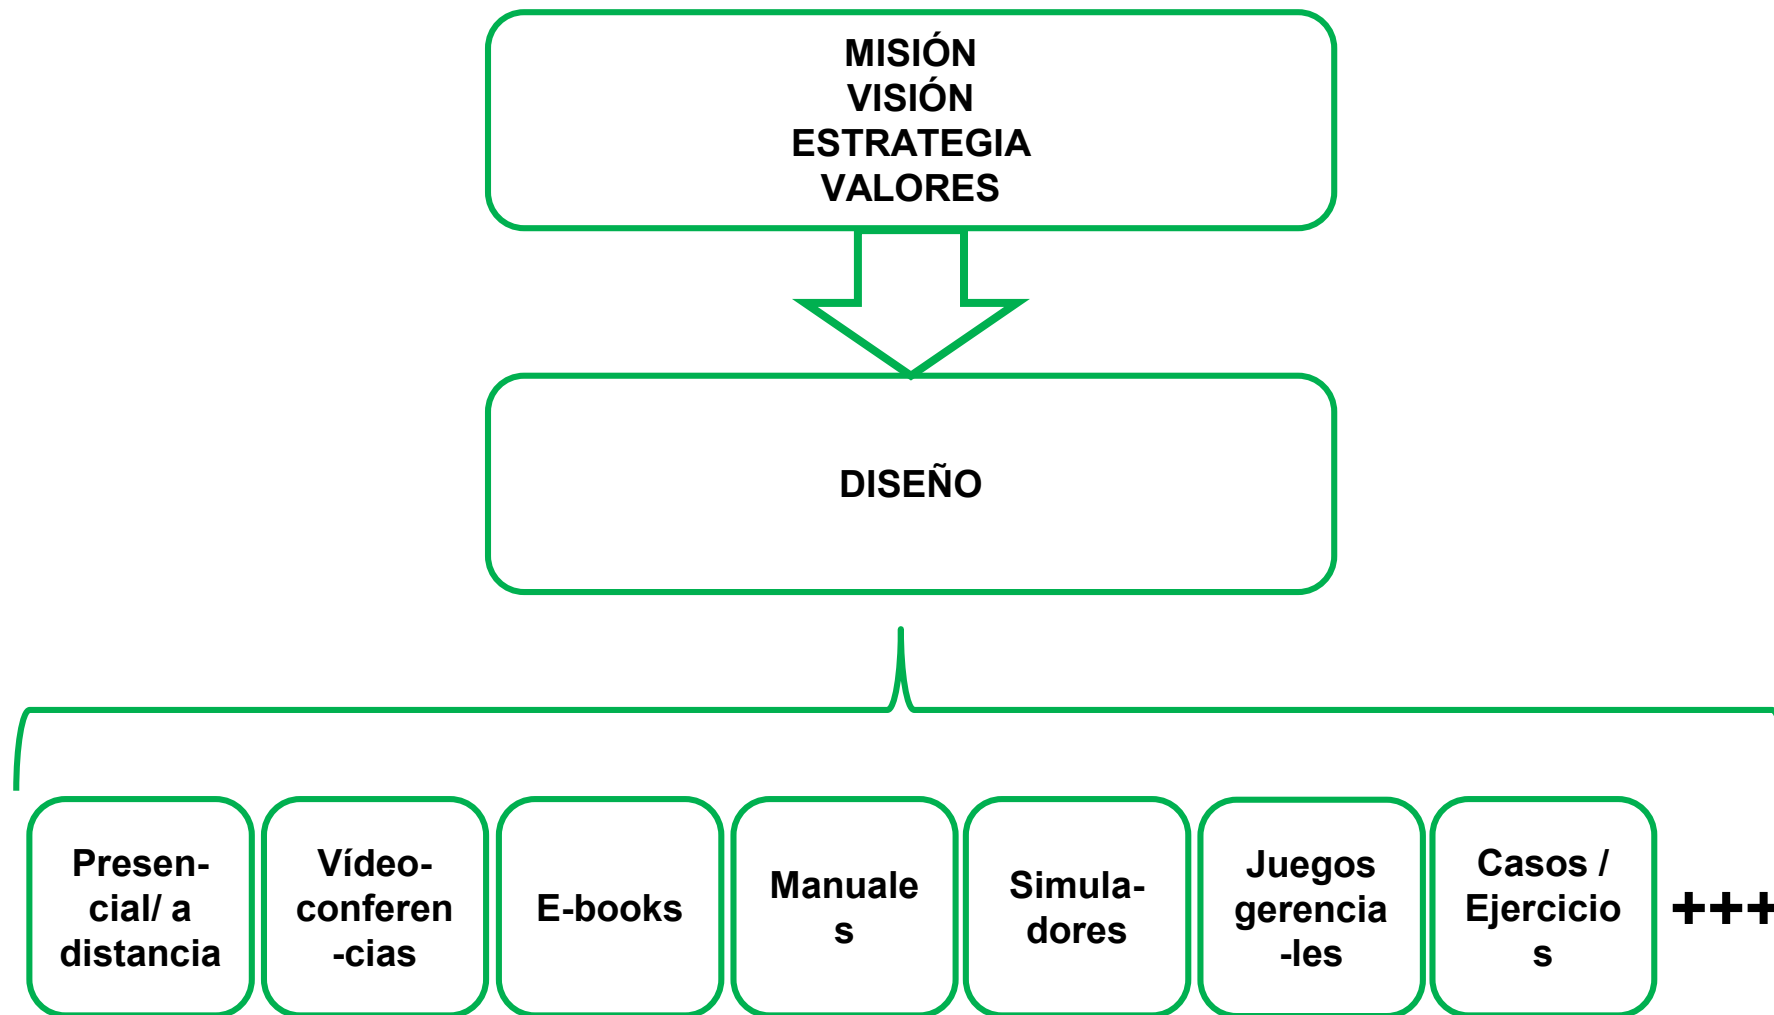 MISIÓN
VISIÓN
ESTRATEGIA
VALORES
DISEÑO
Presen-
cial/ a
distancia
Vídeo-
conferen
-cias
E-books
Manuale
s
Simula-
dores
Juegos
gerencia
-les
Casos /
Ejercicio
s
+++